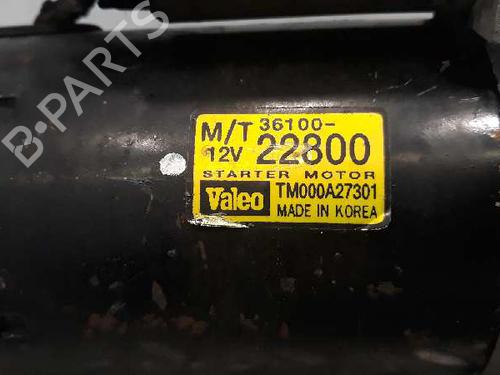 B-PARTS
M/T 36100-
12V 22800
STARTER MOTOR
Valeo TM000A27301
MADE IN KOREA